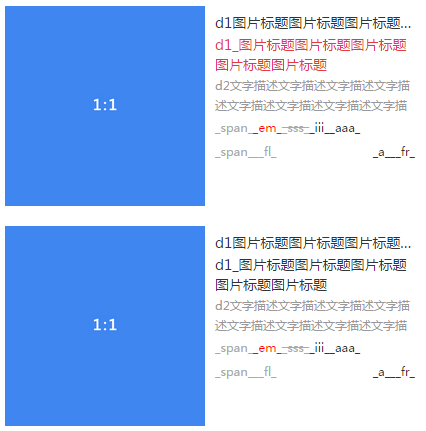 1:1
d1图片标题图片标题图片标题...
d1_图片标题图片标题图片标题
图片标题图片标题
d2文字描述文字描述文字描述文字描
述文字描述文字描述文字描述文字描
_span__em__sss__iii__aaa_
_span___fl_ _a___fr_
1:1
d1图片标题图片标题图片标题...
d1_图片标题图片标题图片标题
图片标题图片标题
d2文字描述文字描述文字描述文字描
述文字描述文字描述文字描述文字描
_span__em__sss__iii__aaa_
_span___fl_ _a___fr_